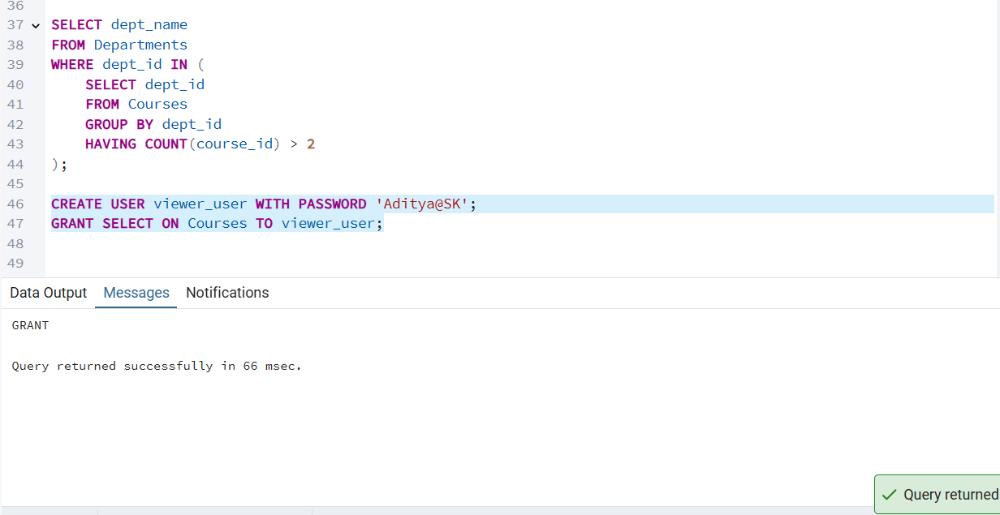 36
37 SELECT dept_name
38 FROM Departments
39 WHERE dept_id IN (
40     SELECT dept_id
41     FROM Courses
42     GROUP BY dept_id
43     HAVING COUNT(course_id) > 2
44 );
45
46 CREATE USER viewer_user WITH PASSWORD 'Aditya@SK';
47 GRANT SELECT ON Courses TO viewer_user;
48
49
Data Output Messages Notifications
GRANT
Query returned successfully in 66 msec.
Query returned